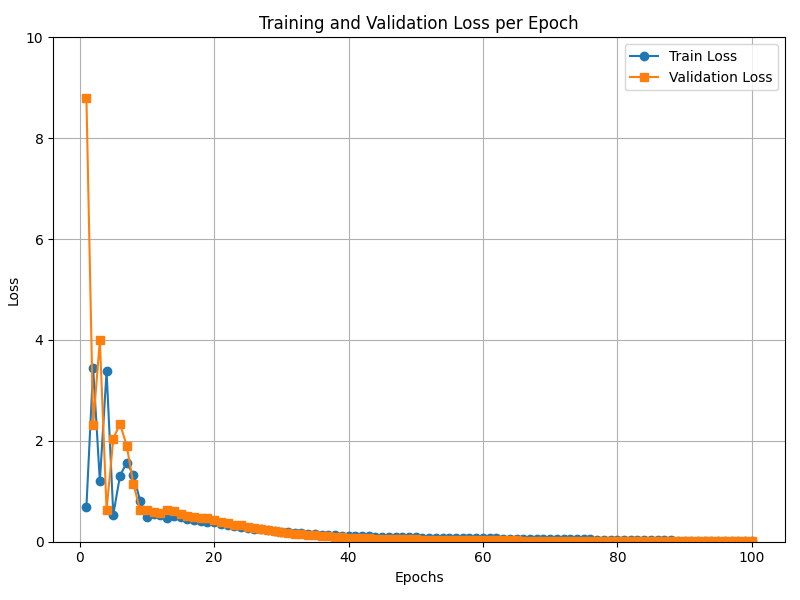 Training and Validation Loss per Epoch
Train Loss
Validation Loss
10
8
6
4
2
0
Loss
0 20 40 60 80 100
Epochs